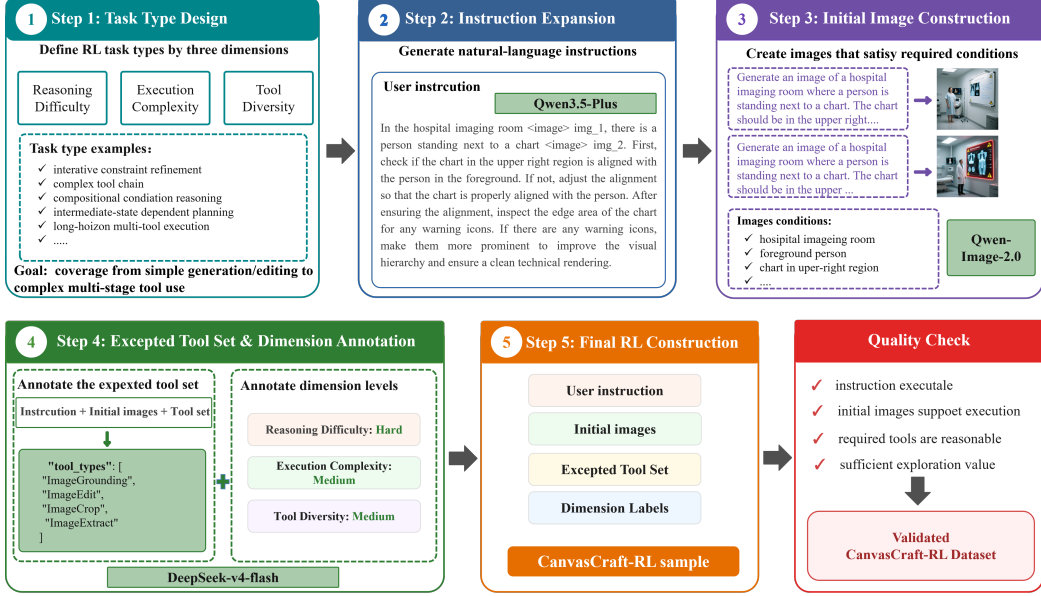 1 Step 1: Task Type Design
Define RL task types by three dimensions
Reasoning
Difficulty
Execution
Complexity
Tool
Diversity
Task type examples:
✓ interative constraint refinement
✓ complex tool chain
✓ compositional condiation reasoning
✓ intermediate-state dependent planning
✓ long-hoizon multi-tool execution
✓ .....
Goal: coverage from simple generation/editing to
complex multi-stage tool use
2 Step 2: Instruction Expansion
Generate natural-language instructions
User instrcution
Qwen3.5-Plus
In the hospital imaging room <image> img_1, there is a
person standing next to a chart <image> img_2. First,
check if the chart in the upper right region is aligned with
the person in the foreground. If not, adjust the alignment
so that the chart is properly aligned with the person. After
ensuring the alignment, inspect the edge area of the chart
for any warning icons. If there are any warning icons,
make them more prominent to improve the visual
hierarchy and ensure a clean technical rendering.
3 Step 3: Initial Image Construction
Create images that satisy required conditions
Generate an image of a hospital
imaging room where a person is
standing next to a chart. The chart
should be in the upper right....
Generate an image of a hospital
imaging room where a person is
standing next to a chart. The chart
should be in the upper ...
Images conditions:
✓ hosipital imageing room
✓ foreground person
✓ chart in uper-right region
✓ ....
Qwen-
Image-2.0
4 Step 4: Excepted Tool Set & Dimension Annotation
Annotate the expexted tool set
Instrcution + Initial images + Tool set
"tool_types": [
"ImageGrounding",
"ImageEdit",
"ImageCrop",
"ImageExtract"
]
Annotate dimension levels
Reasoning Difficulty: Hard
Execution Complexity:
Medium
Tool Diversity: Medium
DeepSeek-v4-flash
5 Step 5: Final RL Construction
User instruction
Initial images
Excepted Tool Set
Dimension Labels
CanvasCraft-RL sample
Quality Check
✓ instruction executale
✓ initial images suppoet execution
✓ required tools are reasonable
✓ sufficient exploration value
Validated
CanvasCraft-RL Dataset